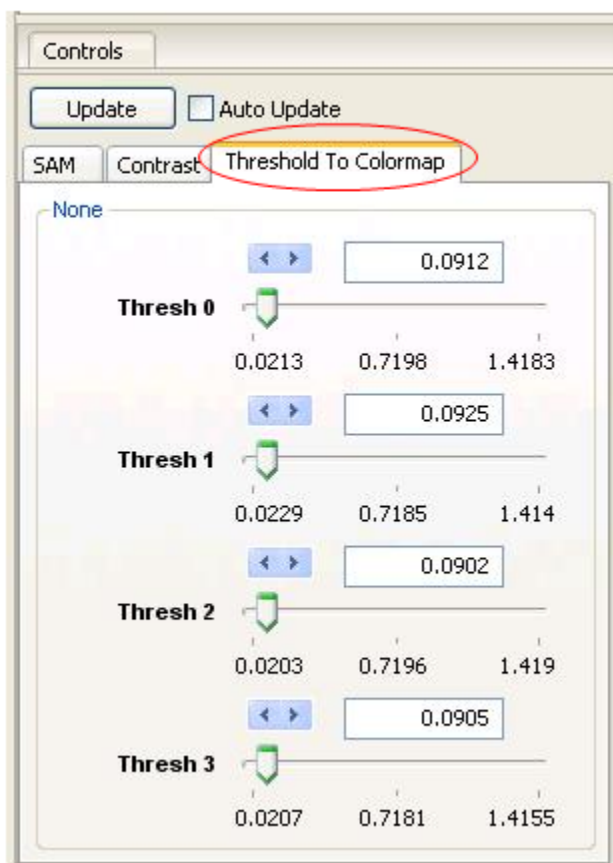 Controls
Update Auto Update
SAM Contrast Threshold To Colormap
None
0.0912
Thresh 0
0.0213 0.7198 1.4183
0.0925
Thresh 1
0.0229 0.7185 1.414
0.0902
Thresh 2
0.0203 0.7196 1.419
0.0905
Thresh 3
0.0207 0.7181 1.4155